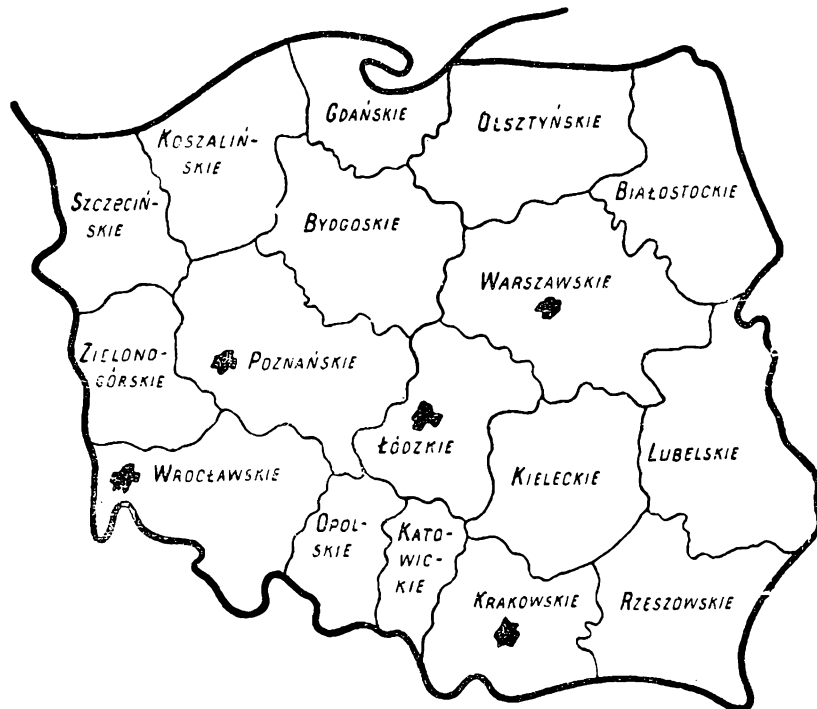 GDAŃSKIE
OLSZTYŃSKIE
KOSZALIŃ-
SKIE
BIAŁOSTOCKIE
SZCZECIŃ-
SKIE
BYDGOSKIE
WARSZAWSKIE
ZIELONO-
GÓRSKIE
POZNAŃSKIE
ŁÓDZKIE
LUBELSKIE
WROCŁAWSKIE
KIELECKIE
OPOL-
SKIE
KATO-
WIC-
KIE
KRAKOWSKIE
RZESZOWSKIE